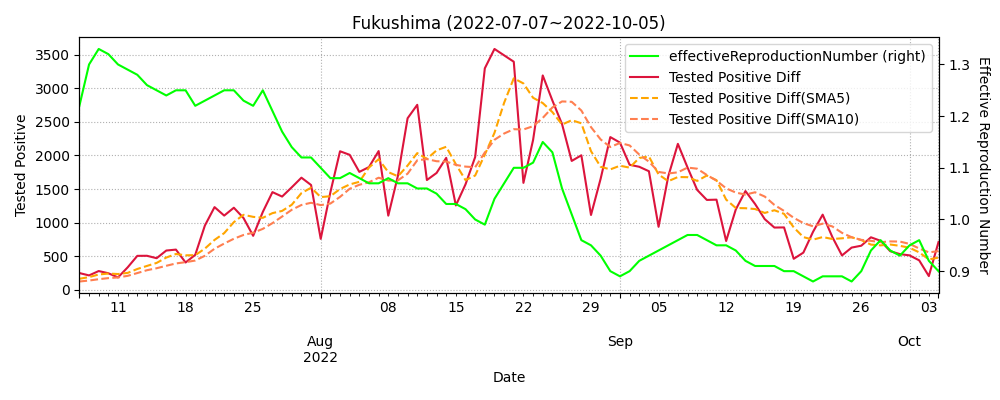 Fukushima (2022-07-07~2022-10-05)
effectiveReproductionNumber (right)
Tested Positive Diff
Tested Positive Diff(SMA5)
Tested Positive Diff(SMA10)
Tested Positive
3500
3000
2500
2000
1500
1000
500
0
1.3
1.2
1.1
1.0
0.9
Effective Reproduction Number
11 18 25 08 15 22 29 05 12 19 26 03
Aug Sep Oct
2022
Date